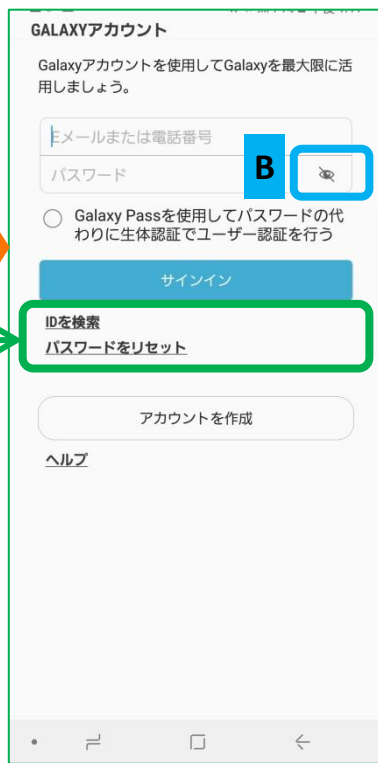 GALAXYアカウント
Galaxyアカウントを使用してGalaxyを最大限に活
用しましょう。
Eメールまたは電話番号
パスワード
B
Galaxy Passを使用してパスワードの代
わりに生体認証でユーザー認証を行う
サインイン
IDを検索
パスワードをリセット
アカウントを作成
ヘルプ